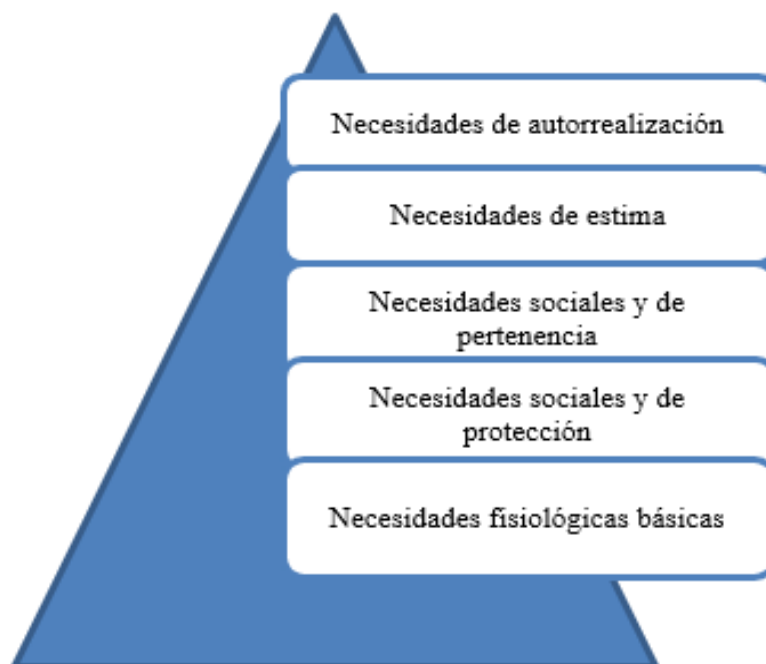 Necesidades de autorrealización
Necesidades de estima
Necesidades sociales y de
pertenencia
Necesidades sociales y de
protección
Necesidades fisiológicas básicas